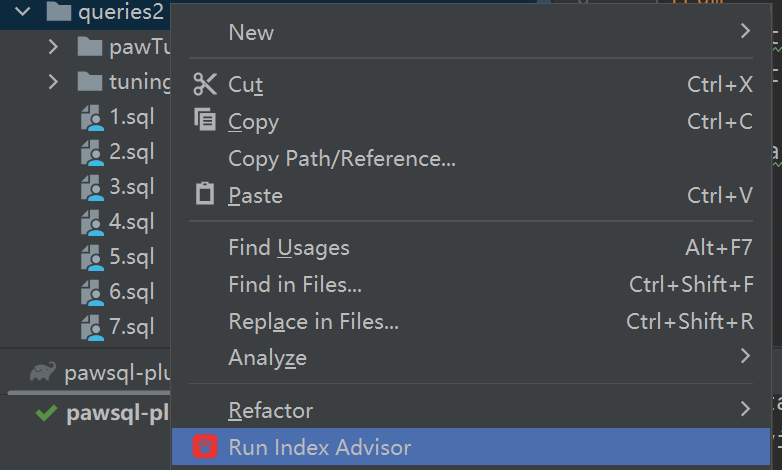 queries2
pawTu
tuning
1.sql
2.sql
3.sql
4.sql
5.sql
6.sql
7.sql
pawsql-plu
pawsql-pl
New
Cut Ctrl+X
Copy Ctrl+C
Copy Path/Reference...
Paste Ctrl+V
Find Usages Alt+F7
Find in Files... Ctrl+Shift+F
Replace in Files... Ctrl+Shift+R
Analyze
Refactor
Run Index Advisor